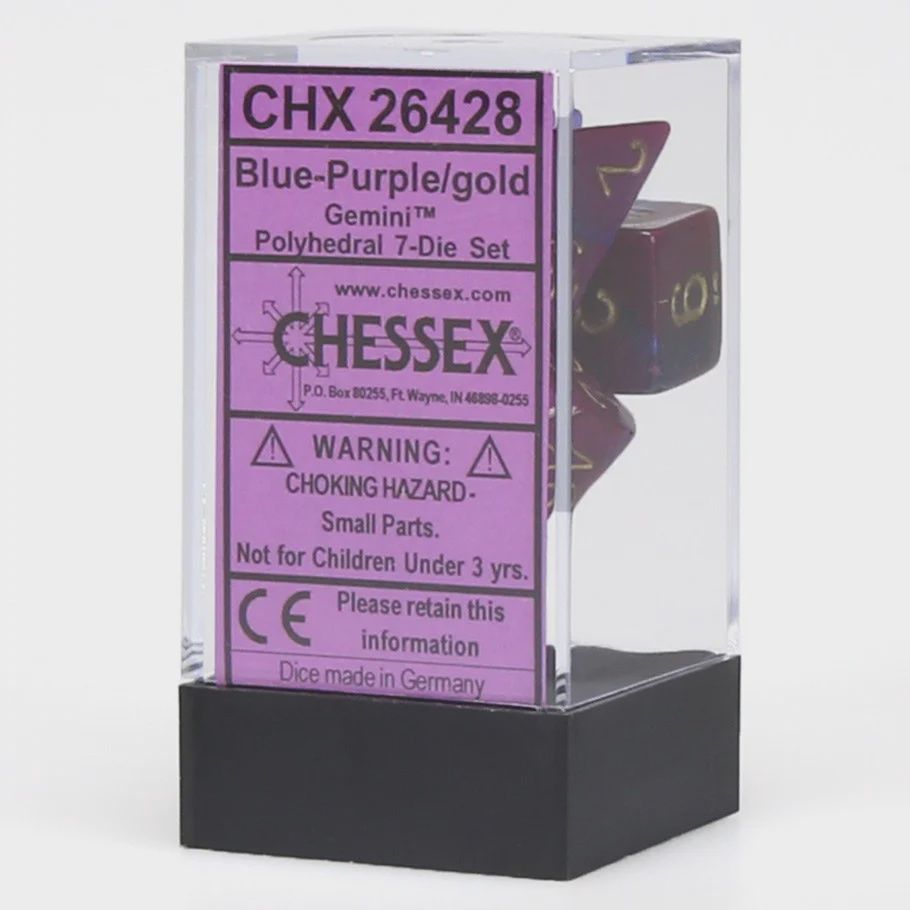 CHX 26428
Blue-Purple/gold
Gemini™
Polyhedral 7-Die Set
www.chessex.com
CHESSEX®
P.O. Box 80255, Ft. Wayne, IN 46898-0255
WARNING:
CHOKING HAZARD-
Small Parts.
Not for Children Under 3 yrs.
CE
Please retain this
information
Dice made in Germany
2
6